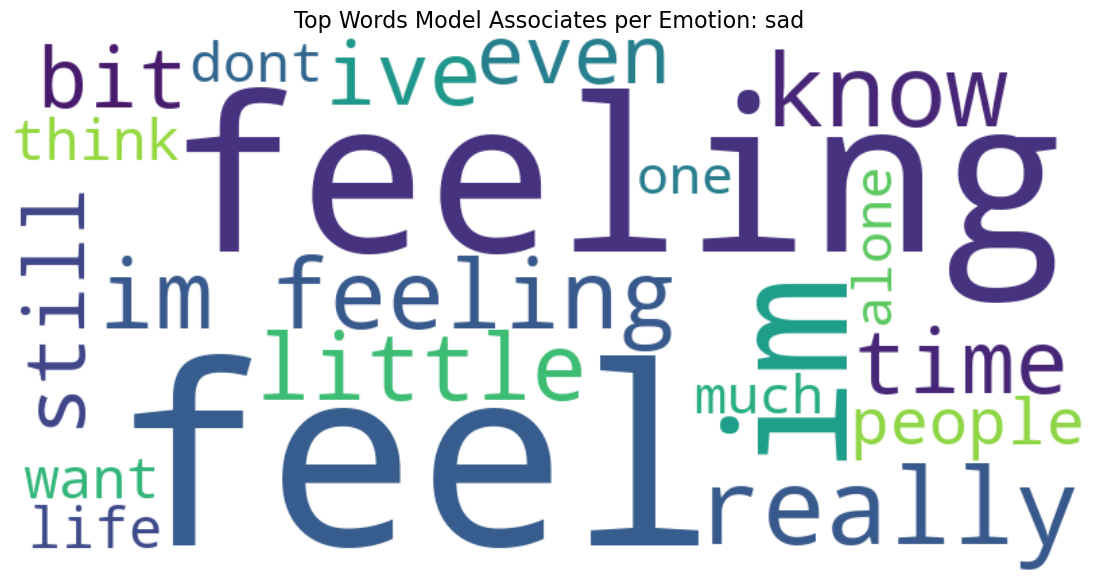 Top Words Model Associates per Emotion: sad
bit
dont
ive
even
know
think
feeling
one
alone
still
im feeling
im
little
time
much
people
feel
want
really
life